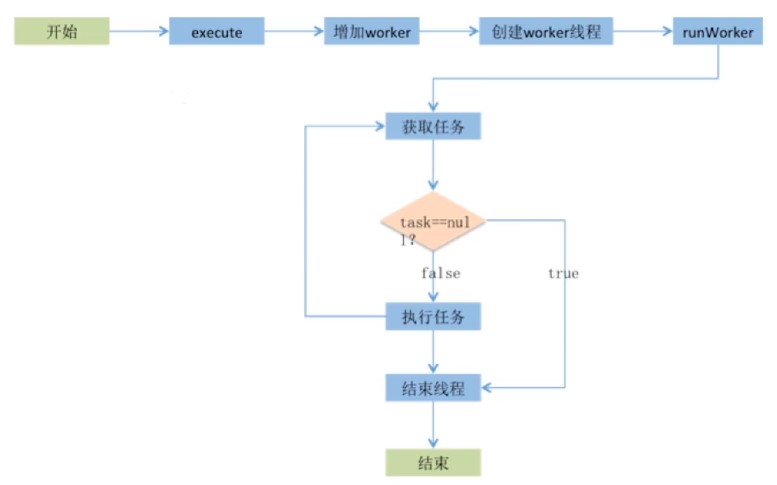 开始
execute
增加worker
创建worker线程
runWorker
获取任务
task==nul
l?
false
true
执行任务
结束线程
结束